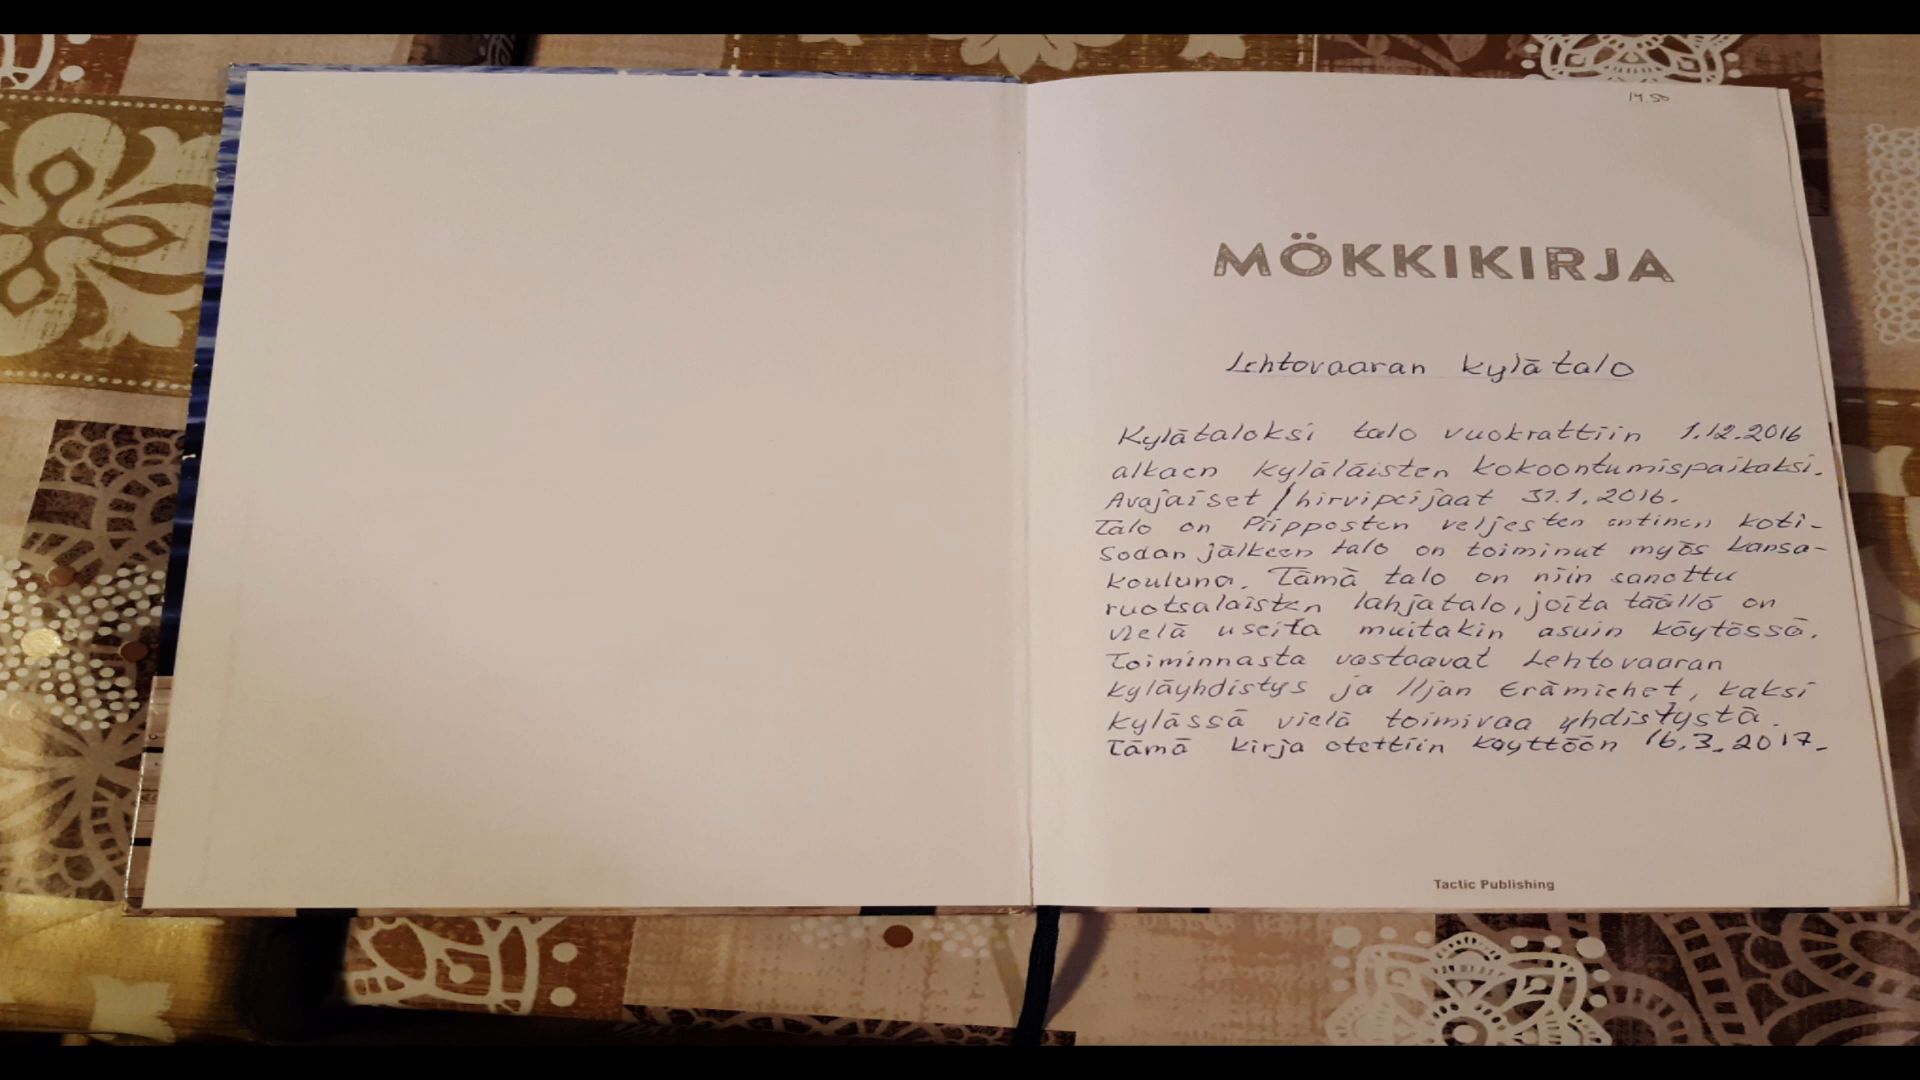 14.50
MÖKKIKIRJA
Lehtovaaran kylätalo
Kylätaloksi talo vuokrattiin 1.12.2016
alkaen kyläläisten kokoontumispaikaksi.
Avajaiset / hirvipeijaat 31.1.2016.
Talo on Piipposten veljesten entinen koti-
Sodan jälkeen talo on toiminut myös kansa-
kouluna. Tämä talo on niin sanottu
ruotsalaisten lahjatalo, joita täällä on
vielä useita muitakin asuin käytössä.
Toiminnasta vastaavat Lehtovaaran
kyläyhdistys ja Iljan Erämiehet, kaksi
kylässä vielä toimivaa yhdistystä.
Tämä kirja otettiin käyttöön 16.3.2017.
Tactic Publishing